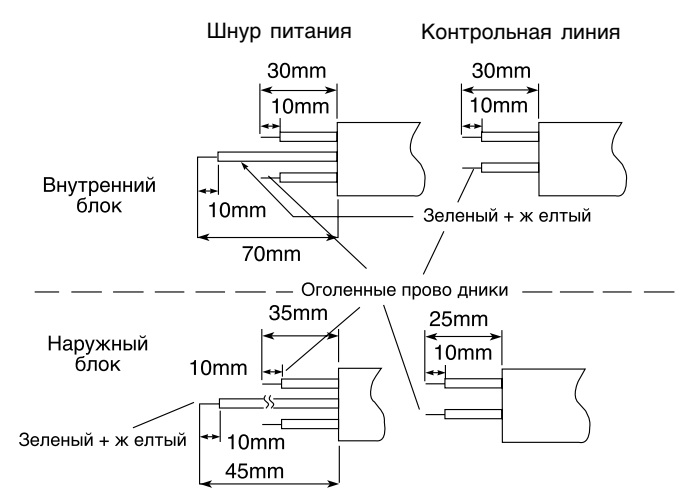 Шнур питания
Контрольная линия
30mm
30mm
10mm
10mm
Внутренний
блок
10mm
Зеленый + ж елтый
70mm
Оголенные прово дники
35mm
25mm
Наружный
блок
10mm
10mm
Зеленый + ж елтый
10mm
45mm